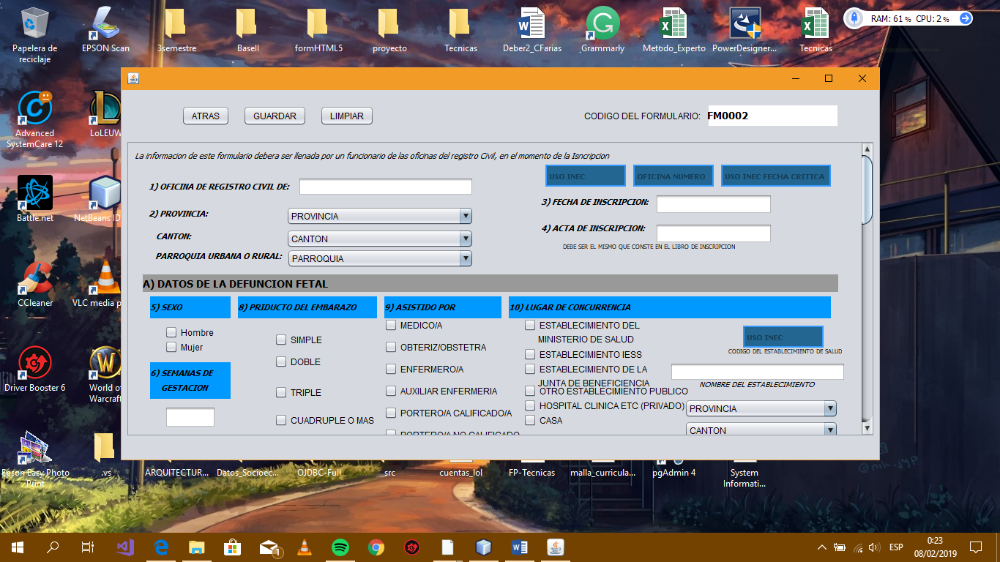 Papelera de
reciclaje
EPSON Scan
3semestre
Basell
formHTML5
proyecto
Tecnicas
Deber2_CFarias
Grammarly
Metodo_Experto
PowerDesigner...
Tecnicas
RAM: 61 % CPU: 2 %
Advanced
SystemCare 12
LoLEUW
Battle.net
NetBeans ID
CCleaner
VLC media p
Driver Booster 6
World of
Warcraft
Epson Easy Photo
Print
.vs
ATRAS
GUARDAR
LIMPIAR
CODIGO DEL FORMULARIO:
FM0002
La informacion de este formulario debera ser llenada por un funcionario de las oficinas del registro Civil, en el momento de la Isncripcion
USO INEC
OFICINA NUMERO
USO INEC FECHA CRITICA
1) OFICINA DE REGISTRO CIVIL DE:
3) FECHA DE INSCRIPCION:
2) PROVINCIA:
PROVINCIA
4) ACTA DE INSCRIPCION:
CANTON:
CANTON
DEBE SER EL MISMO QUE CONSTE EN EL LIBRO DE INSCRIPCION
PARROQUIA URBANA O RURAL:
PARROQUIA
A) DATOS DE LA DEFUNCION FETAL
5) SEXO
Hombre
Mujer
6) SEMANAS DE
GESTACION
8) PRIDUCTO DEL EMBARAZO
SIMPLE
DOBLE
TRIPLE
CUADRUPLE O MAS
9) ASISTIDO POR
MEDICO/A
OBTERIZ/OBSTETRA
ENFERMERO/A
AUXILIAR ENFERMERIA
PORTERO/A CALIFICADO/A
PORTERO/A NO CALIFICADO
10) LUGAR DE CONCURRENCIA
ESTABLECIMIENTO DEL
MINISTERIO DE SALUD
ESTABLECIMIENTO IESS
ESTABLECIMIENTO DE LA
JUNTA DE BENEFICIENCIA
OTRO ESTABLECIMIENTO PUBLICO
HOSPITAL CLINICA ETC (PRIVADO)
CASA
USO INEC
CODIGO DEL ESTABLECIMIENTO DE SALUD
NOMBRE DEL ESTABLECIMIENTO
PROVINCIA
CANTON
ARQUITECTUR...
Datos_Socioec...
OJDBC-Full
src
cuentas_lol
FP-Tecnicas
malla_curricula...
pgAdmin 4
System
Informati...
1
ESP
0:23
08/02/2019